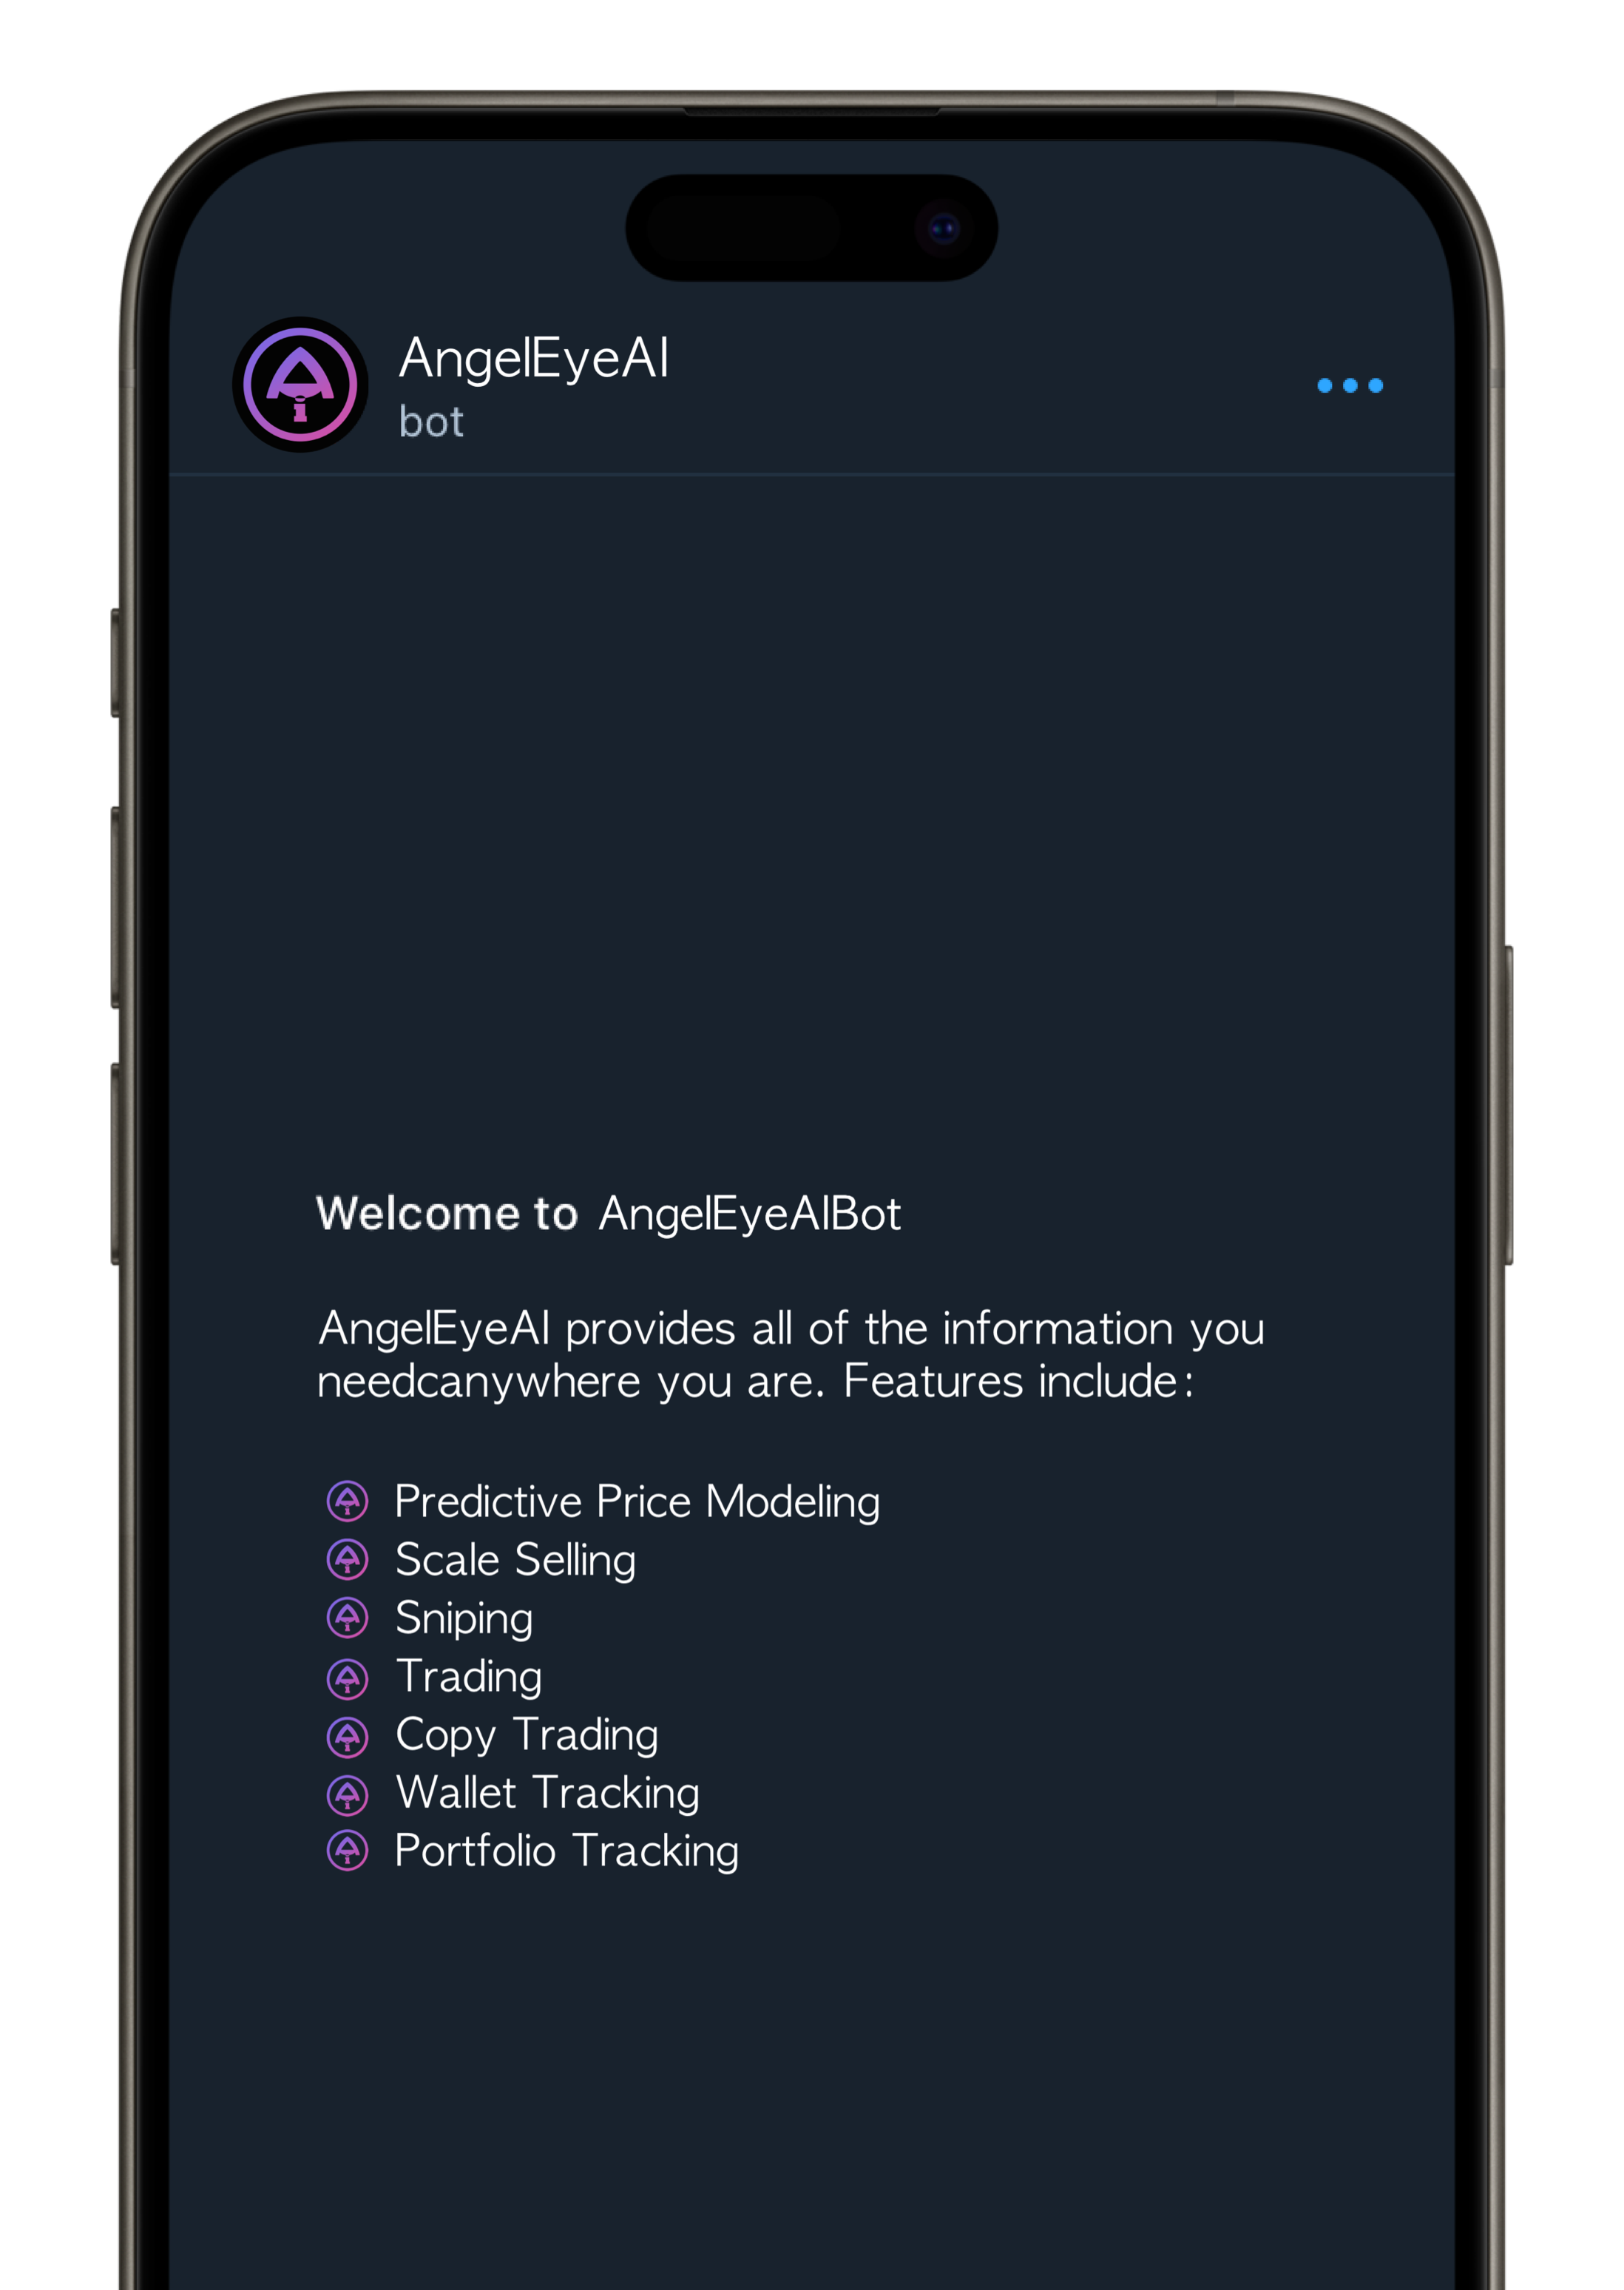 AngelEyeAI
bot
Welcome to AngelEyeAIBot
AngelEyeAI provides all of the information you
needcanywhere you are. Features include:
Predictive Price Modeling
Scale Selling
Sniping
Trading
Copy Trading
Wallet Tracking
Portfolio Tracking